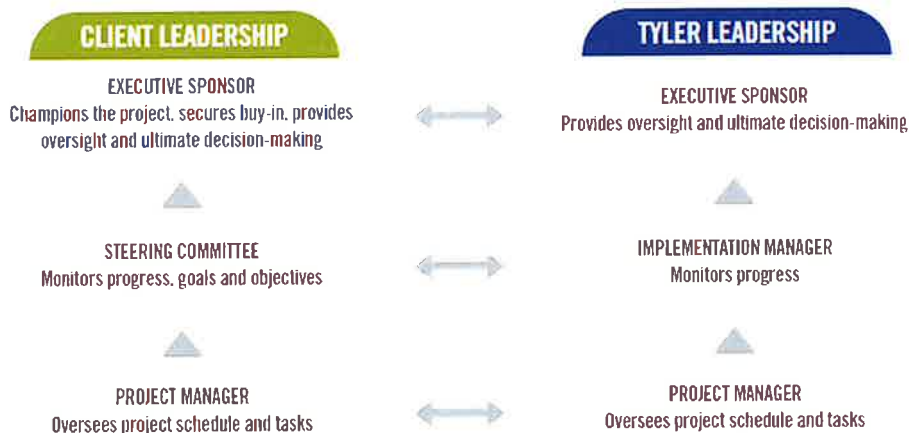 CLIENT LEADERSHIP
EXECUTIVE SPONSOR
Champions the project, secures buy-in, provides
oversight and ultimate decision-making
STEERING COMMITTEE
Monitors progress, goals and objectives
PROJECT MANAGER
Oversees project schedule and tasks
TYLER LEADERSHIP
EXECUTIVE SPONSOR
Provides oversight and ultimate decision-making
IMPLEMENTATION MANAGER
Monitors progress
PROJECT MANAGER
Oversees project schedule and tasks